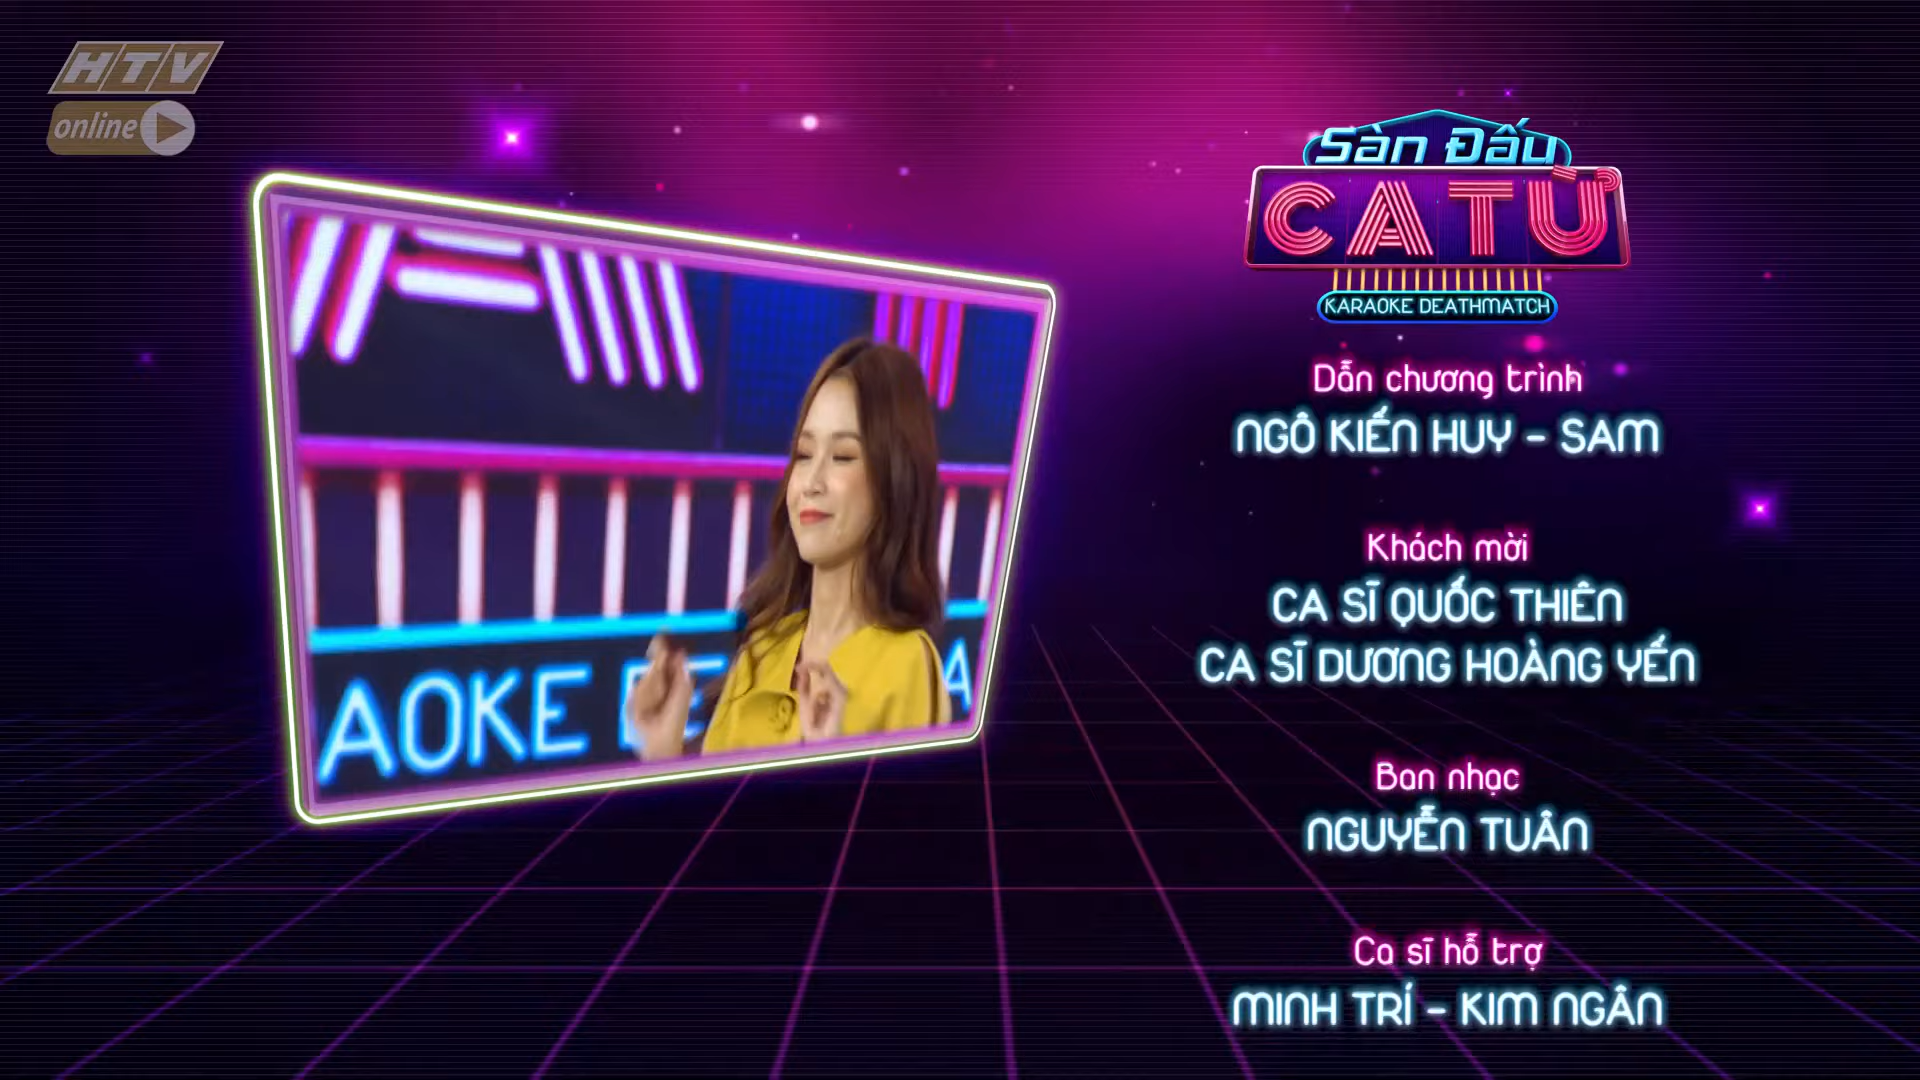 HTV
online
Sàn Đấu
CA TỪ
KARAOKE DEATHMATCH
Dẫn chương trình
NGÔ KIẾN HUY - SAM
Khách mời
CA SĨ QUỐC THIÊN
CA SĨ DƯƠNG HOÀNG YẾN
AOKE DE A
Ban nhạc
NGUYỄN TUÂN
Ca sĩ hỗ trợ
MINH TRÍ - KIM NGÂN